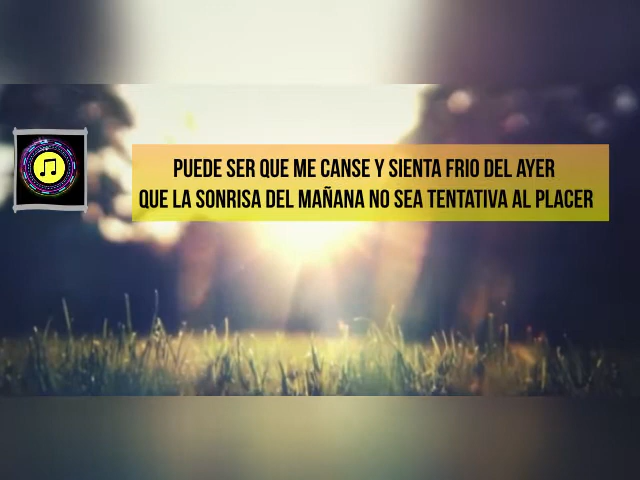 PUEDE SER QUE ME CANSE Y SIENTA FRIO DEL AYER
QUE LA SONRISA DEL MAÑANA NO SEA TENTATIVA AL PLACER